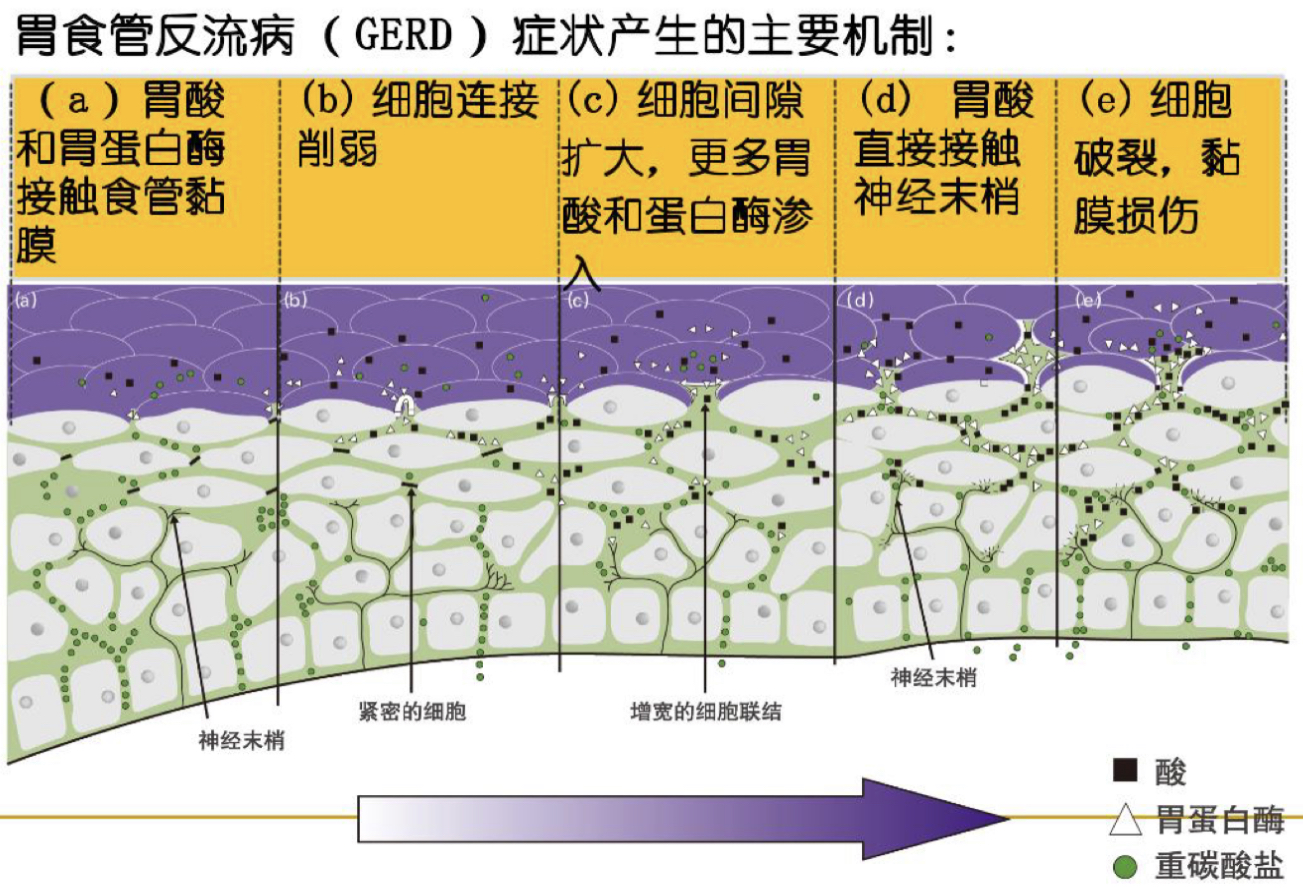 胃食管反流病（GERD）症状产生的主要机制：
（a）胃酸
和胃蛋白酶
接触食管黏
膜
(b) 细胞连接
削弱
(c) 细胞间隙
扩大，更多胃
酸和蛋白酶渗
入
(d) 胃酸
直接接触
神经末梢
(e) 细胞
破裂，黏
膜损伤
(a)
(b)
(c)
(d)
(e)
神经末梢
紧密的细胞
增宽的细胞联结
神经末梢
酸
胃蛋白酶
重碳酸盐